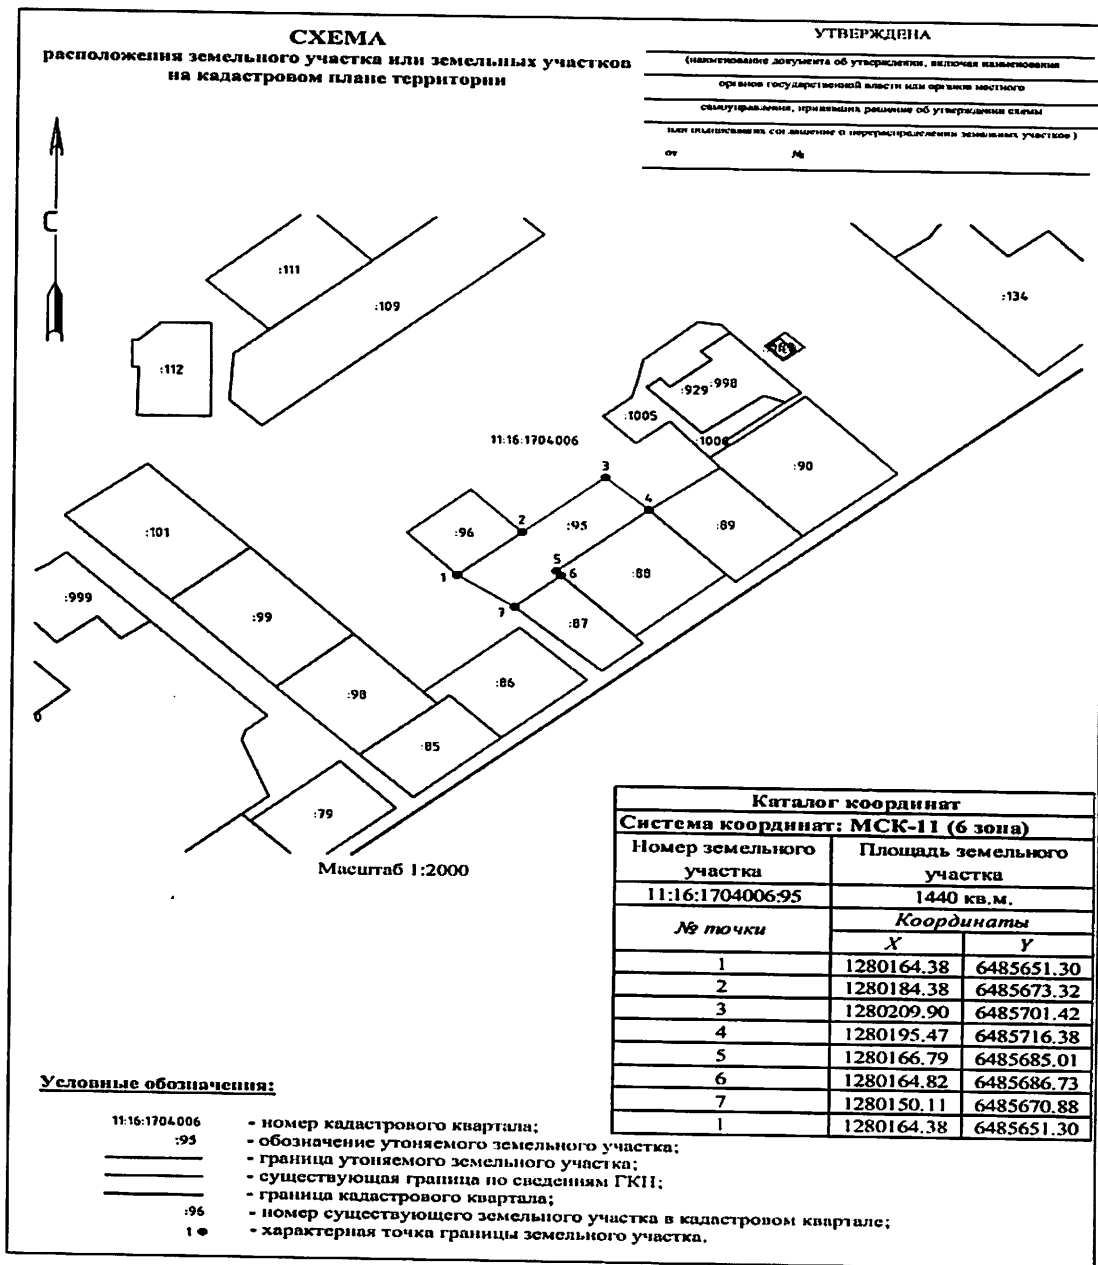 СХЕМА
расположения земельного участка или земельных участков
на кадастровом плане территории
УТВЕРЖДЕНА
(наименование документа об утверждении, включая наименования
органов государственной власти или органов местного
самоуправления, принявших решение об утверждении схемы
или подписавших соглашение о перераспределении земельных участков)
от №
С
:111
:109
:134
:112
:998
:929
:1005
11:16:1704006
:90
3
4
:101
:96
2
:95
:89
1
5
6
:88
:999
:99
7
:87
:98
:86
:85
:79
Масштаб 1:2000
Каталог координат
Система координат: МСК-11 (6 зона)
Номер земельного участка
Площадь земельного участка
11:16:1704006:95 1440 кв.м.
№ точки Координаты
X Y
1 1280164.38 6485651.30
2 1280184.38 6485673.32
3 1280209.90 6485701.42
4 1280195.47 6485716.38
5 1280166.79 6485685.01
6 1280164.82 6485686.73
7 1280150.11 6485670.88
1 1280164.38 6485651.30
Условные обозначения:
11:16:1704006 - номер кадастрового квартала;
:95 - обозначение утоняемого земельного участка;
- граница утоняемого земельного участка;
- существующая граница по сведениям ГКН;
- граница кадастрового квартала;
:96 - номер существующего земельного участка в кадастровом квартале;
1 - характерная точка границы земельного участка.